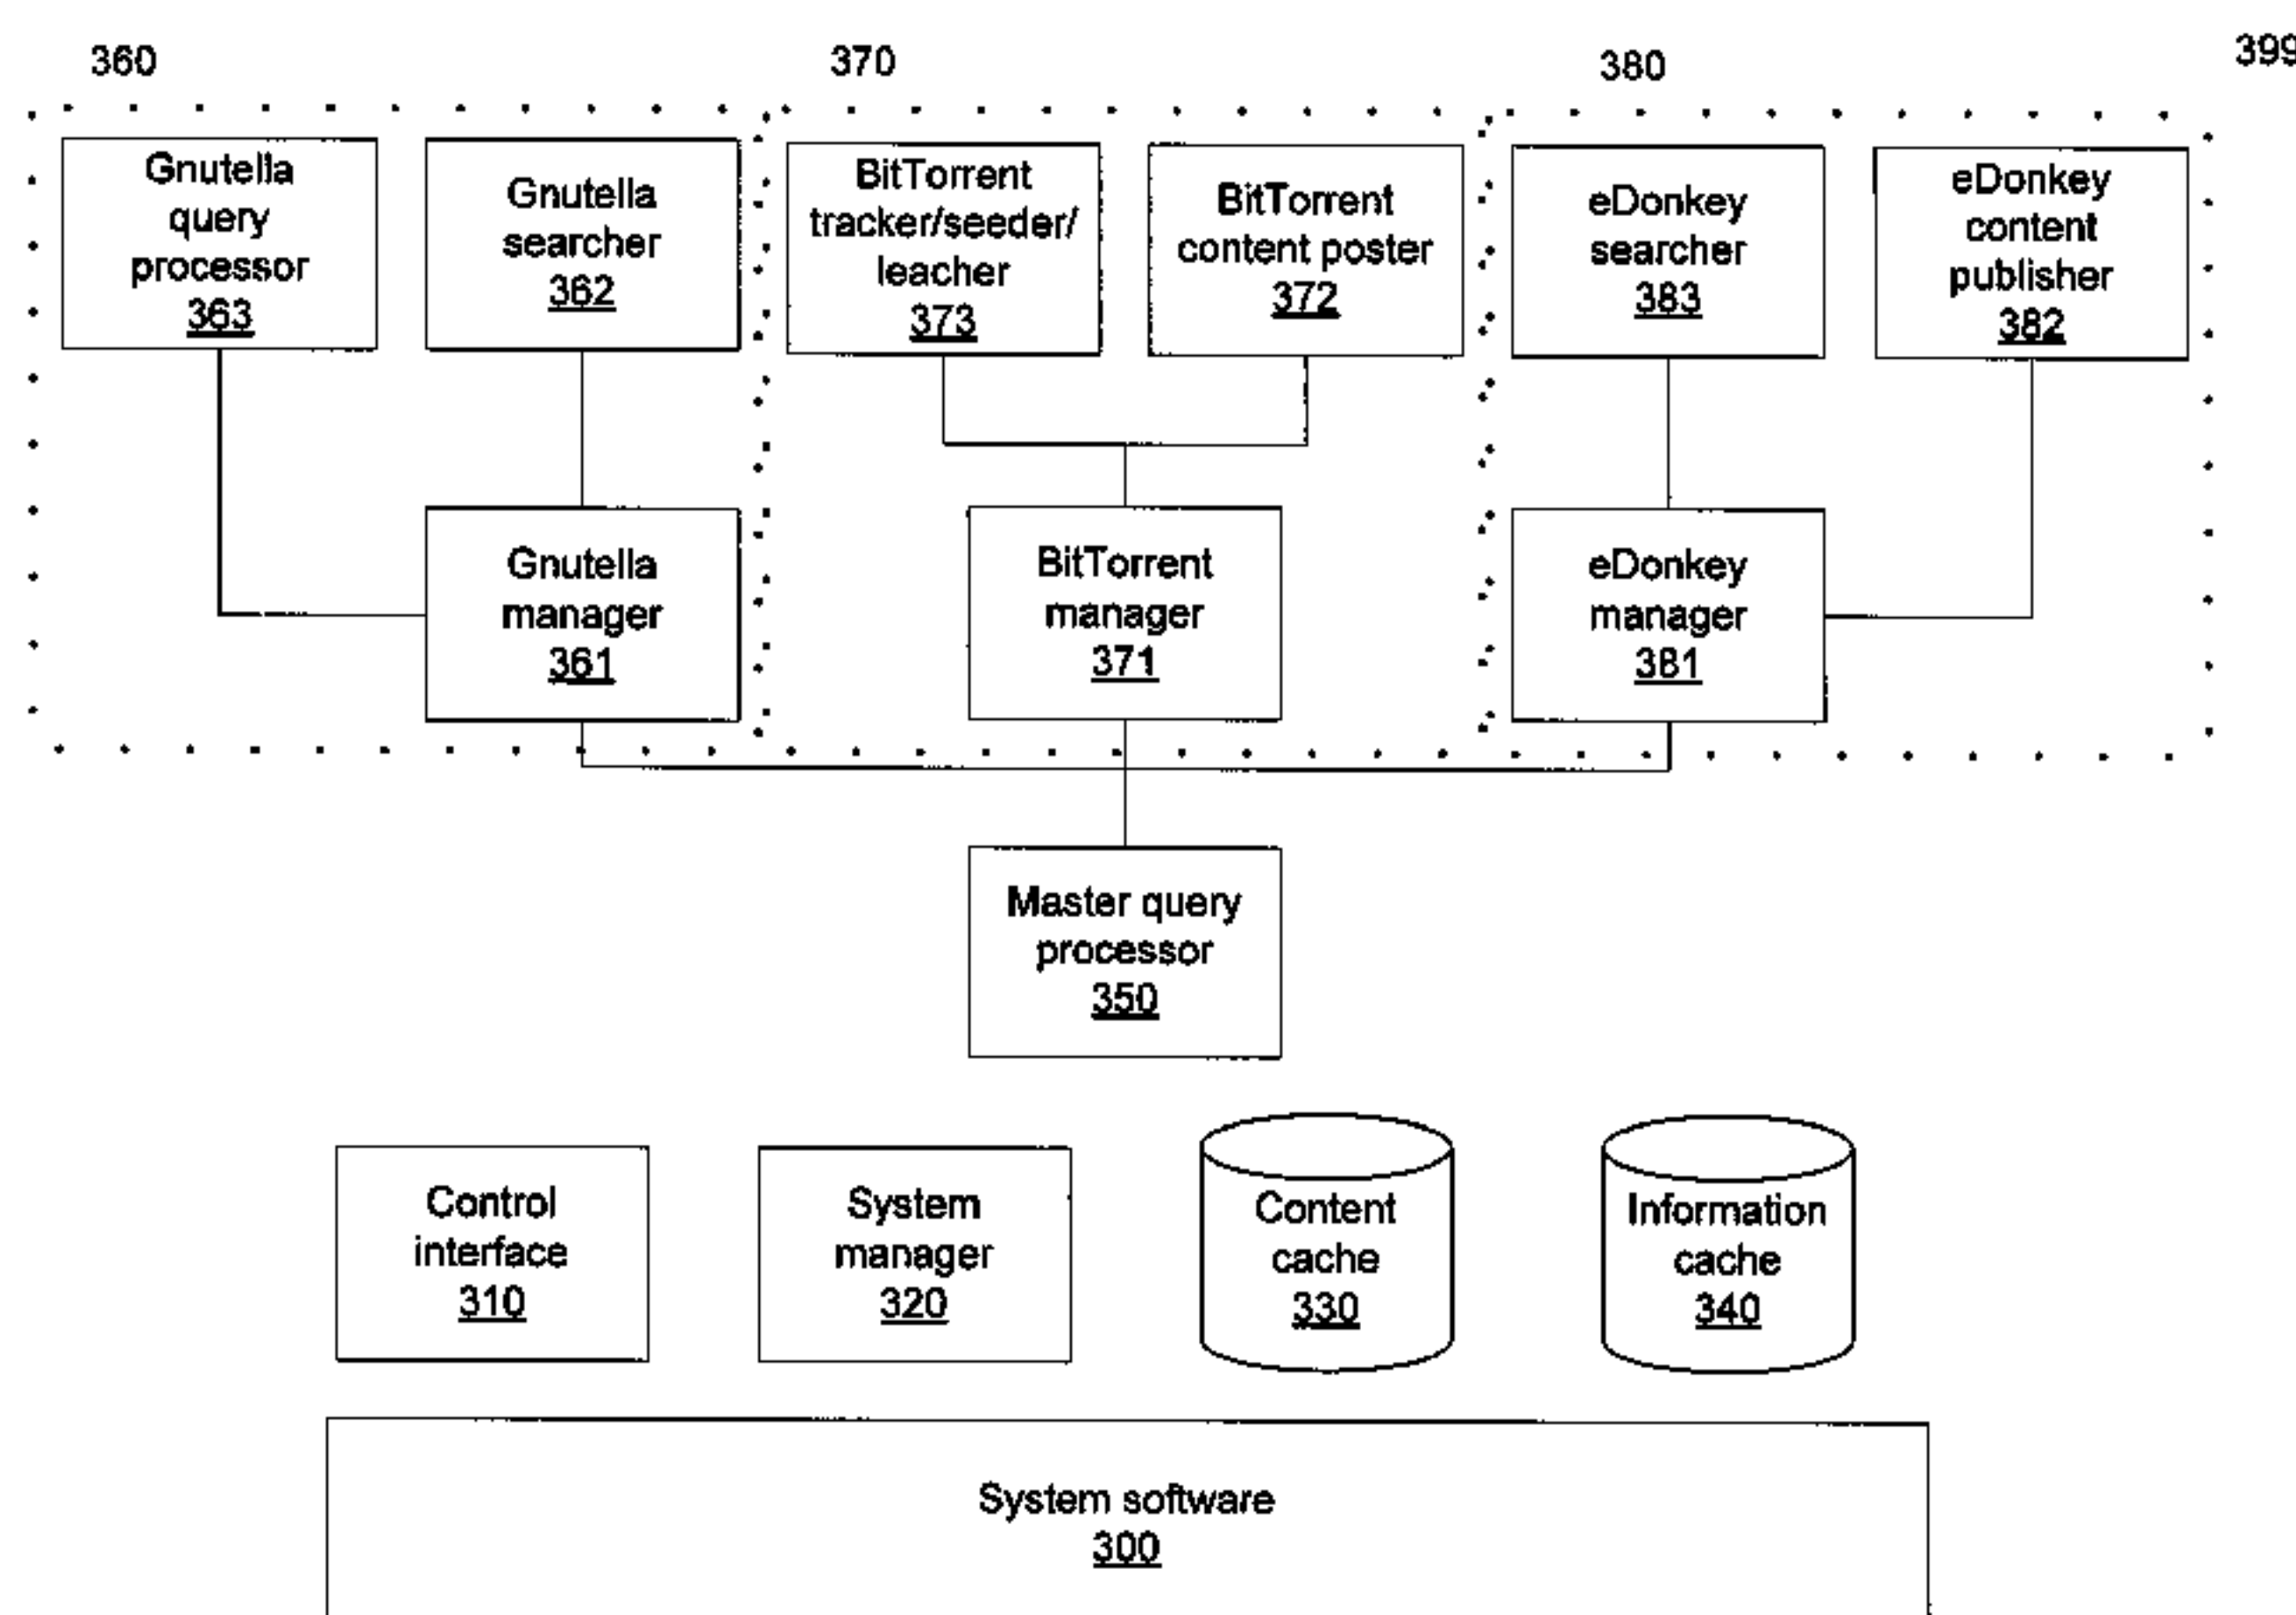 360
370
380
399
Gnutella
query
processor
363
Gnutella
searcher
362
BitTorrent
tracker/seeder/
leacher
373
BitTorrent
content poster
372
eDonkey
searcher
383
eDonkey
content
publisher
382
Gnutella
manager
361
BitTorrent
manager
371
eDonkey
manager
381
Master query
processor
350
Control
interface
310
System
manager
320
Content
cache
330
Information
cache
340
System software
300